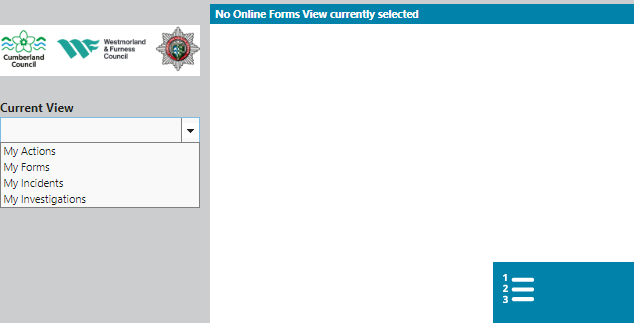 No Online Forms View currently selected
Cumberland
Council
Westmorland
& Furness
Council
Current View
My Actions
My Forms
My Incidents
My Investigations
1
2
3